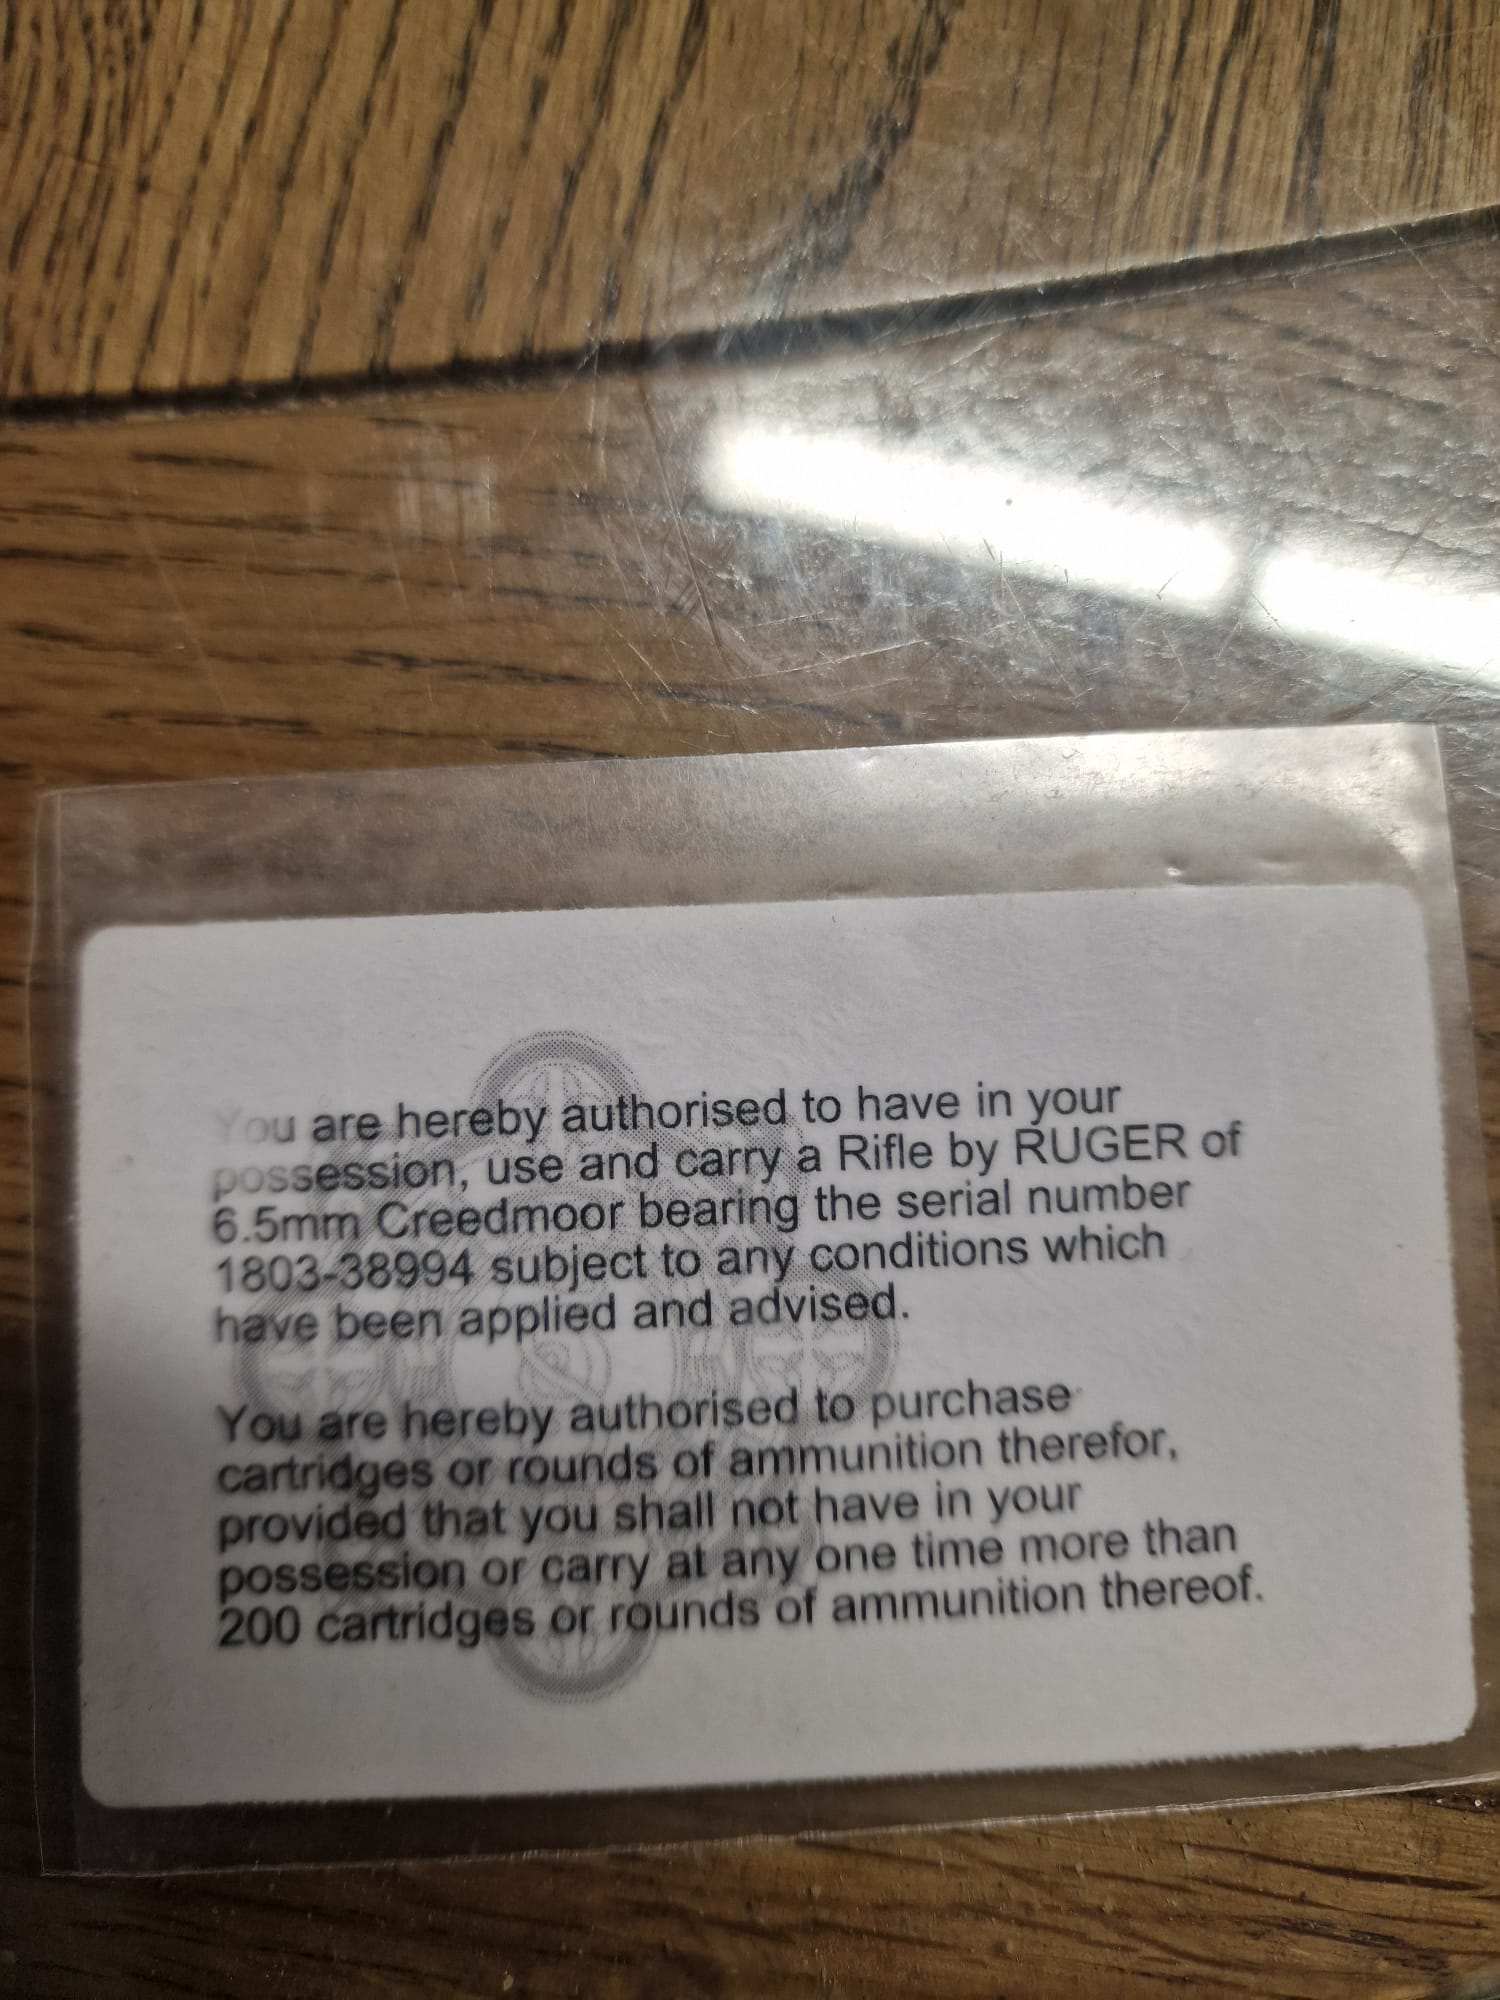 You are hereby authorised to have in your
possession, use and carry a Rifle by RUGER of
6.5mm Creedmoor bearing the serial number
1803-38994 subject to any conditions which
have been applied and advised.
You are hereby authorised to purchase
cartridges or rounds of ammunition therefor,
provided that you shall not have in your
possession or carry at any one time more than
200 cartridges or rounds of ammunition thereof.